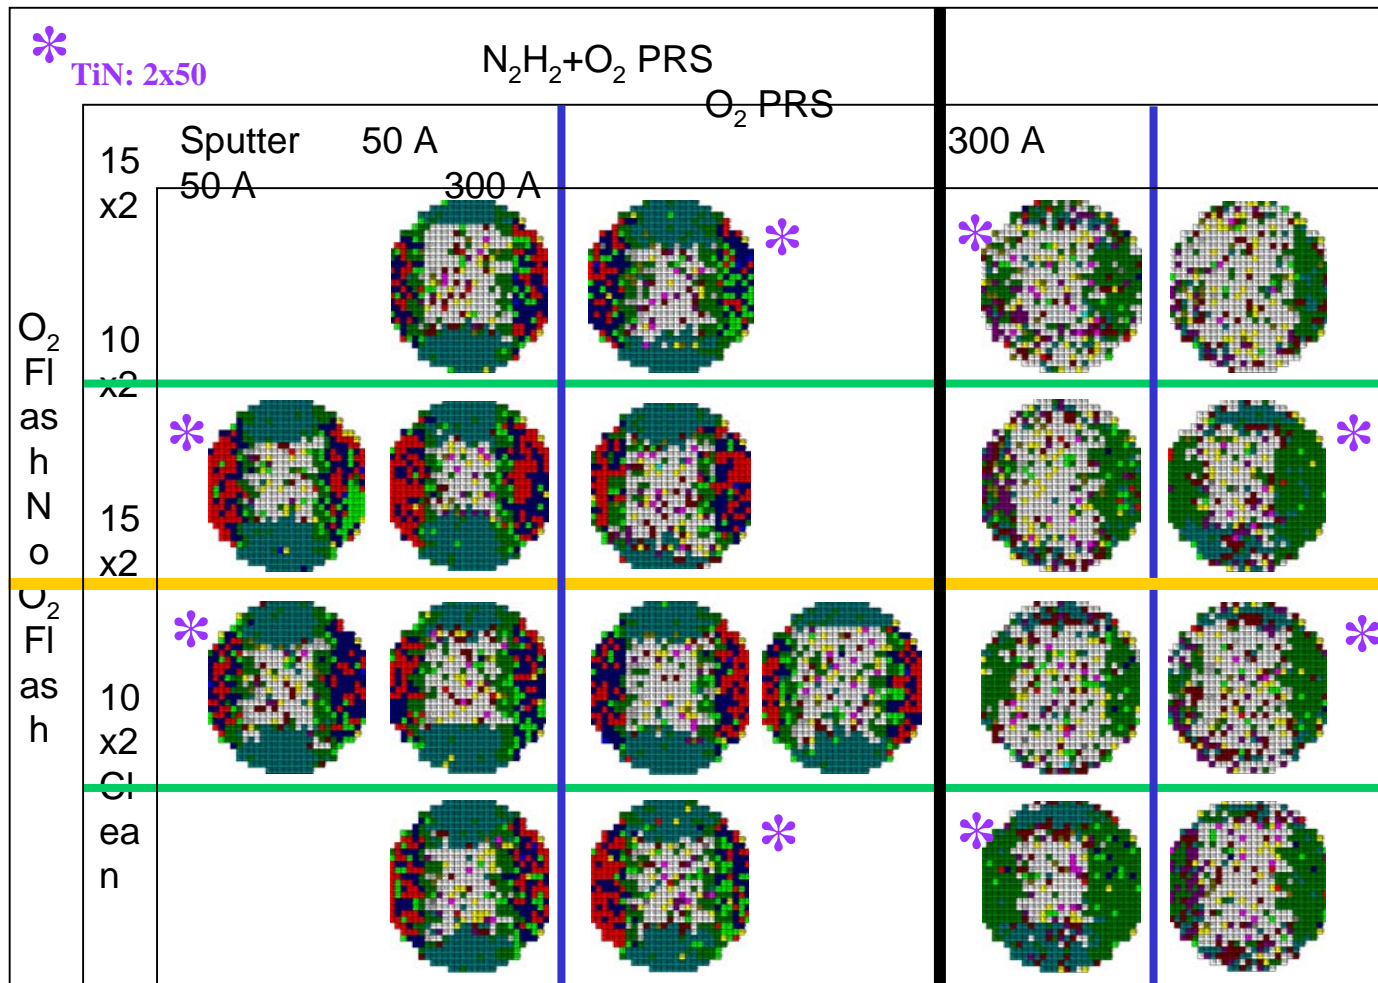 TiN: 2x50
N₂H₂+O₂ PRS
O₂ PRS
Sputter 50 A 300 A
50 A 300 A
15
x2
10
x2
15
x2
10
x2
Cl
ea
n
O₂
Fl
as
h
N
o
O₂
Fl
as
h